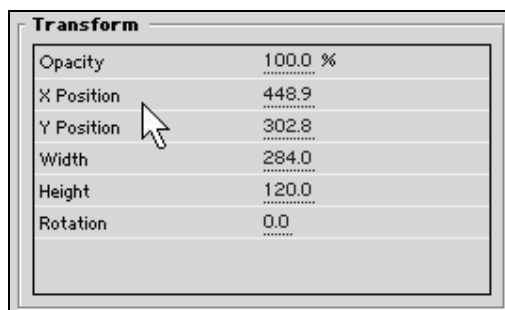 Transform
Opacity 100.0 %
X Position 448.9
Y Position 302.8
Width 284.0
Height 120.0
Rotation 0.0